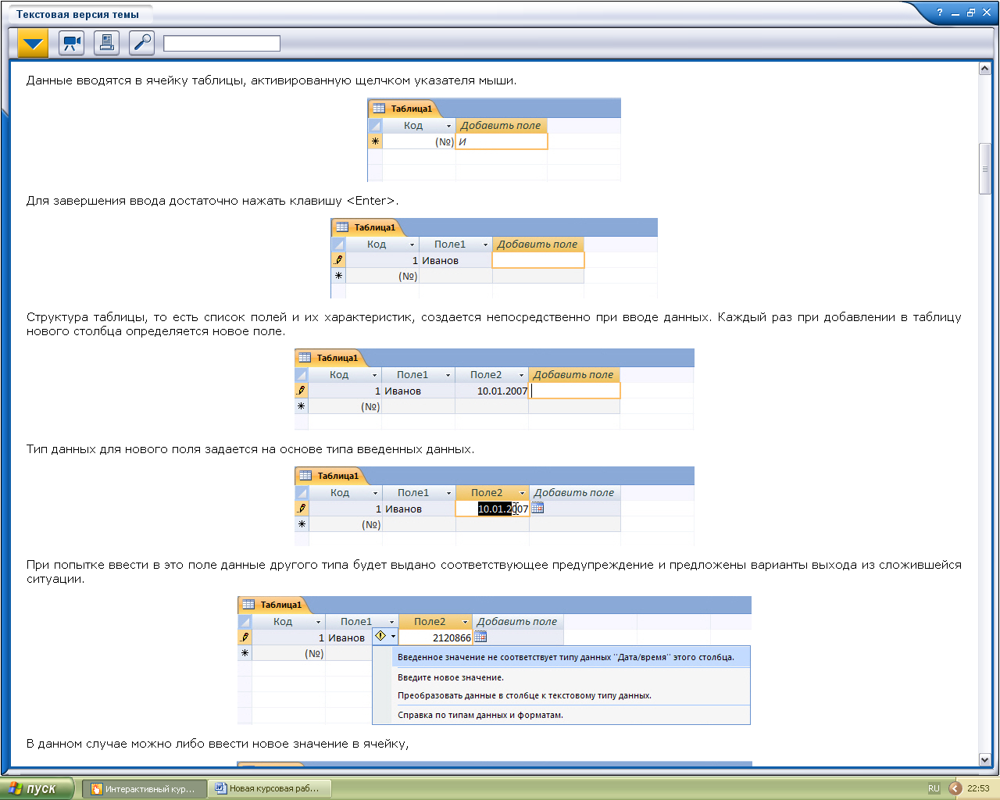 Текстовая версия темы
?
Данные вводятся в ячейку таблицы, активированную щелчком указателя мыши.
Таблица1
Код Добавить поле
(№) И
Для завершения ввода достаточно нажать клавишу <Enter>.
Таблица1
Код Поле1 Добавить поле
1 Иванов
(№)
Структура таблицы, то есть список полей и их характеристик, создается непосредственно при вводе данных. Каждый раз при добавлении в таблицу
нового столбца определяется новое поле.
Таблица1
Код Поле1 Поле2 Добавить поле
1 Иванов 10.01.2007
(№)
Тип данных для нового поля задается на основе типа введенных данных.
Таблица1
Код Поле1 Поле2 Добавить поле
1 Иванов 10.01.2007
(№)
При попытке ввести в это поле данные другого типа будет выдано соответствующее предупреждение и предложены варианты выхода из сложившейся
ситуации.
Таблица1
Код Поле1 Поле2 Добавить поле
1 Иванов 2120866
(№)
Введенное значение не соответствует типу данных "Дата/время" этого столбца.
Введите новое значение.
Преобразовать данные в столбце к текстовому типу данных.
Справка по типам данных и форматам.
В данном случае можно либо ввести новое значение в ячейку,
пуск Интерактивный кур... Новая курсовая раб... RU 22:53